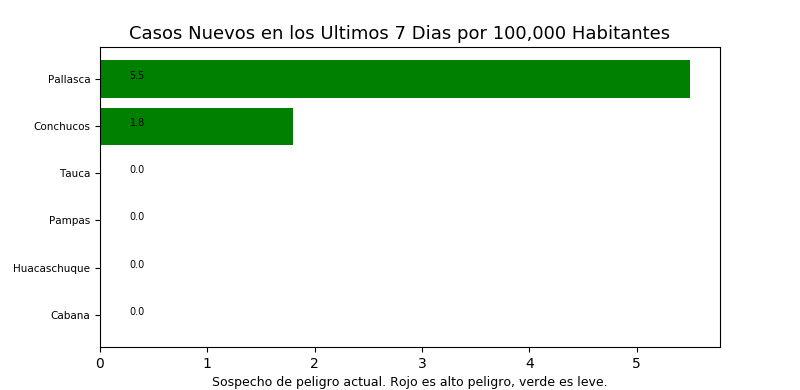 Casos Nuevos en los Ultimos 7 Dias por 100,000 Habitantes
Pallasca 5.5
Conchucos 1.8
Tauca 0.0
Pampas 0.0
Huacaschuque 0.0
Cabana 0.0
0 1 2 3 4 5
Sospecho de peligro actual. Rojo es alto peligro, verde es leve.